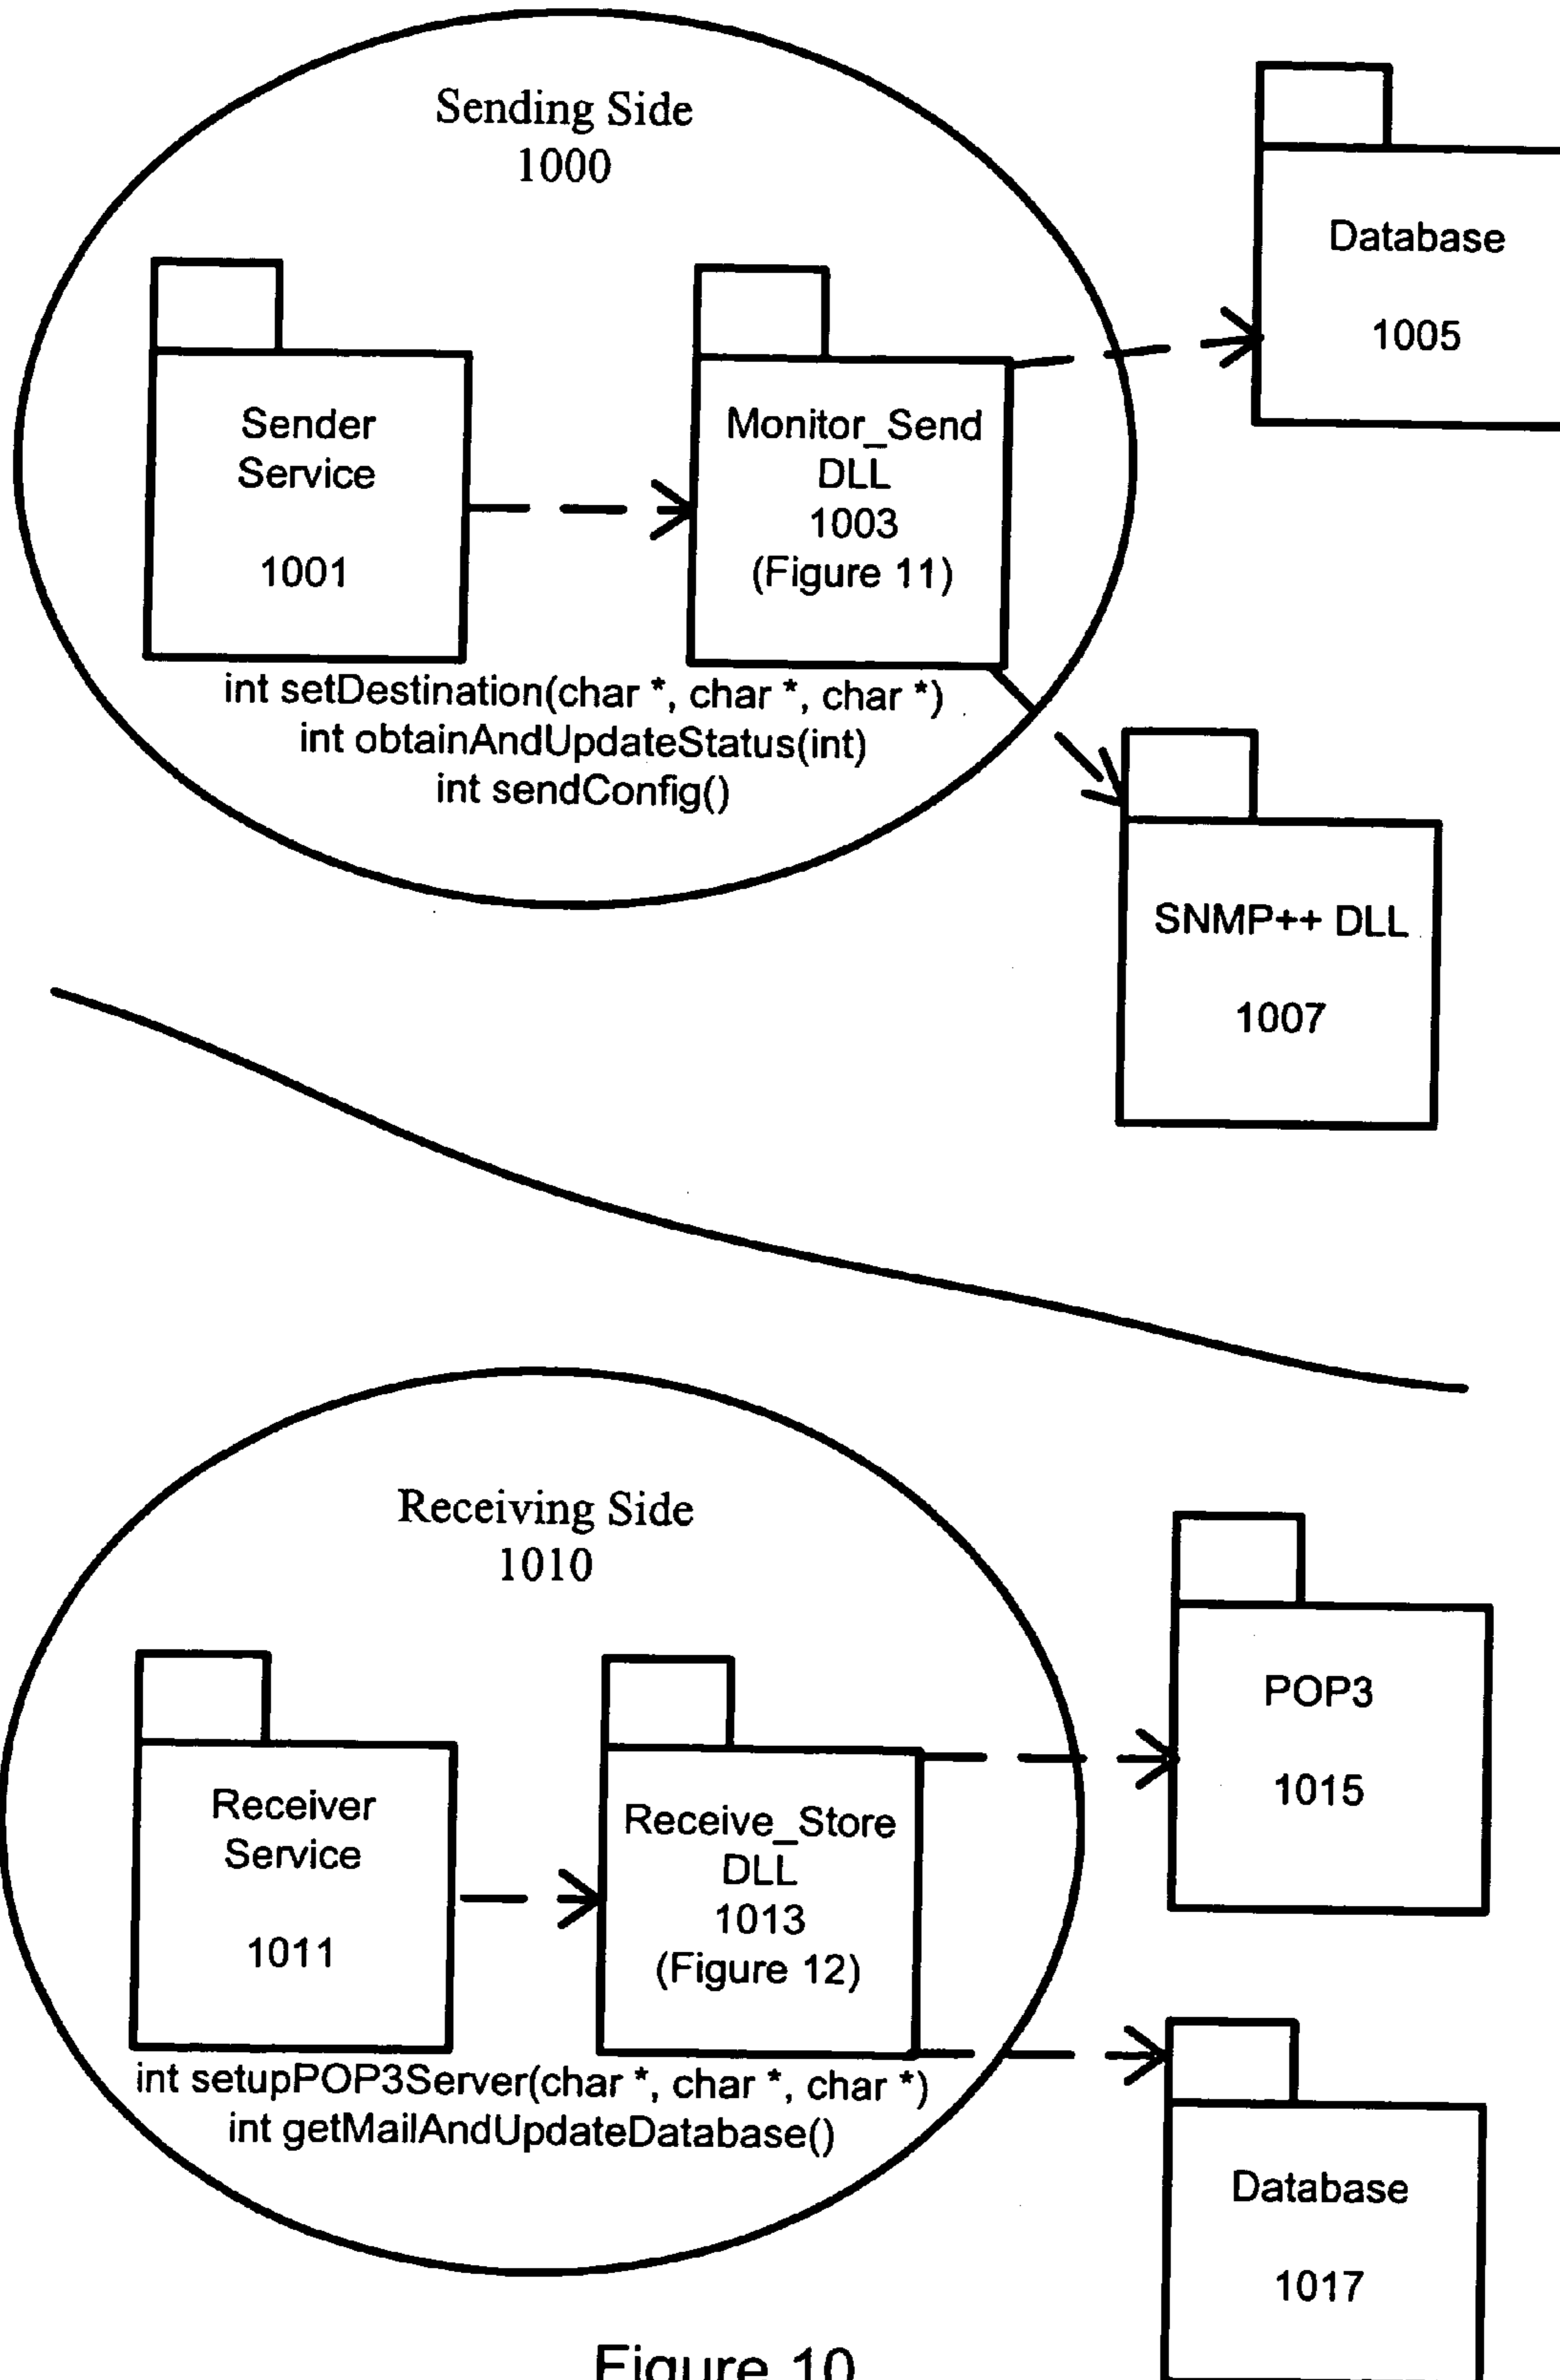 Sending Side
1000
Database
1005
Sender
Service
1001
Monitor_Send
DLL
1003
(Figure 11)
int setDestination(char *, char *, char *)
int obtainAndUpdateStatus(int)
int sendConfig()
SNMP++ DLL
1007
Receiving Side
1010
POP3
1015
Receiver
Service
1011
Receive_Store
DLL
1013
(Figure 12)
int setupPOP3Server(char *, char *, char *)
int getMailAndUpdateDatabase()
Database
1017
Figure 10